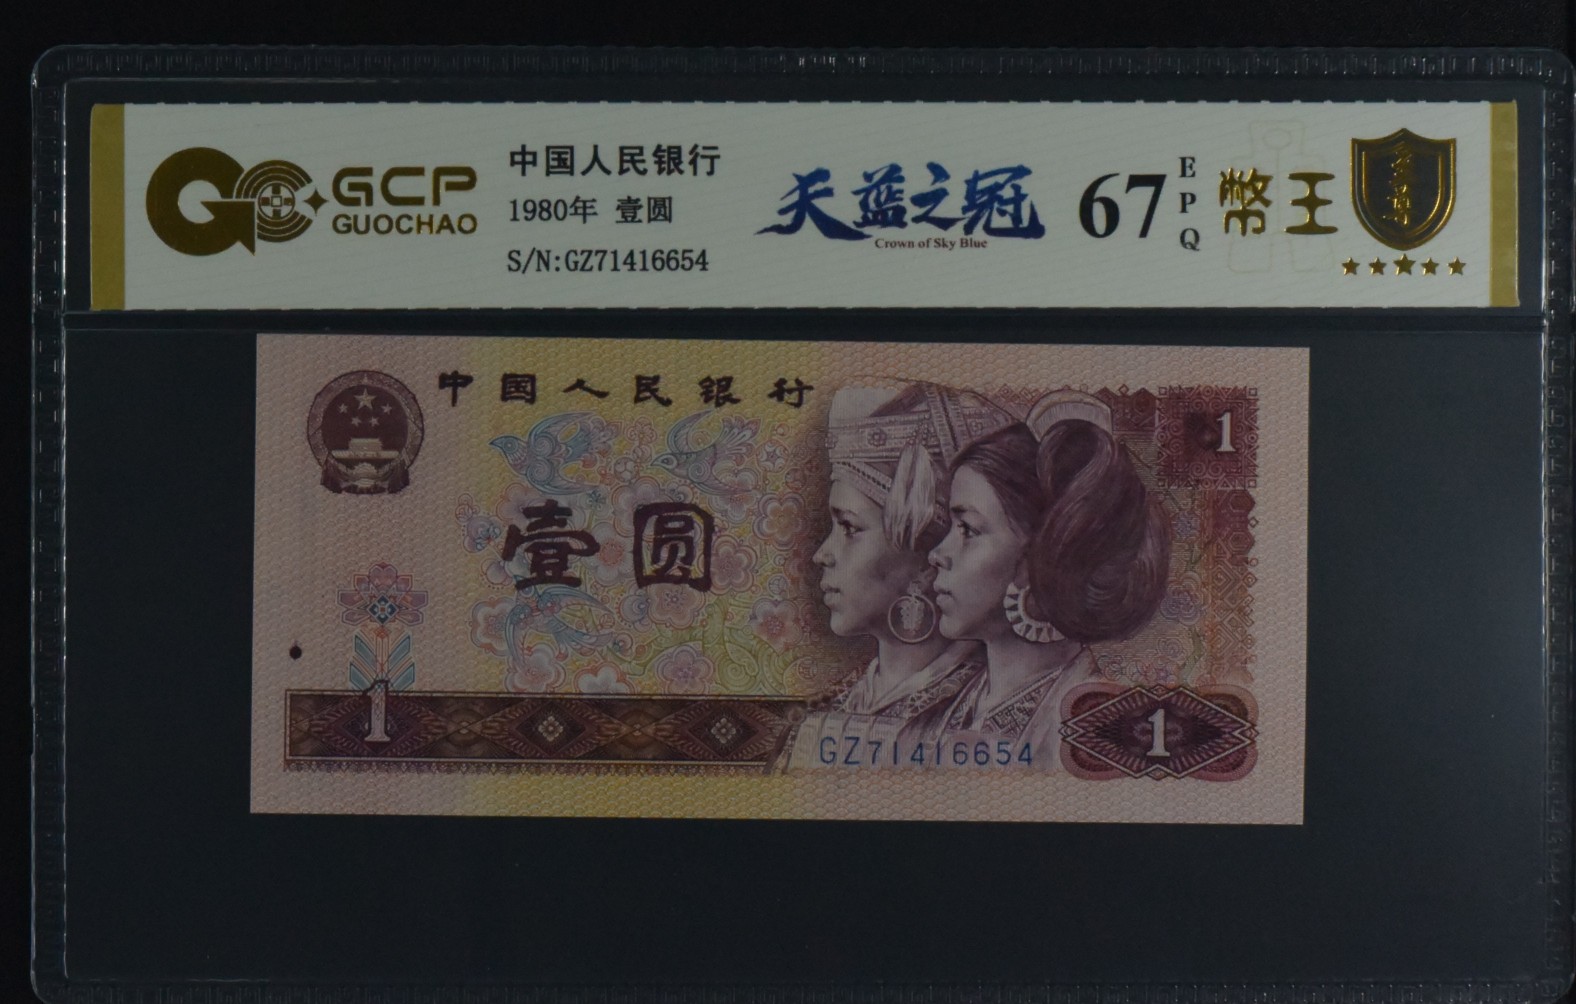 GCP
GUOCHAO
中国人民银行
1980年 壹圆
S/N:GZ71416654
天蓝之冠
Crown of Sky Blue
67
EPQ
幣王
中国人民银行
1
壹圆
1
GZ71416654
1